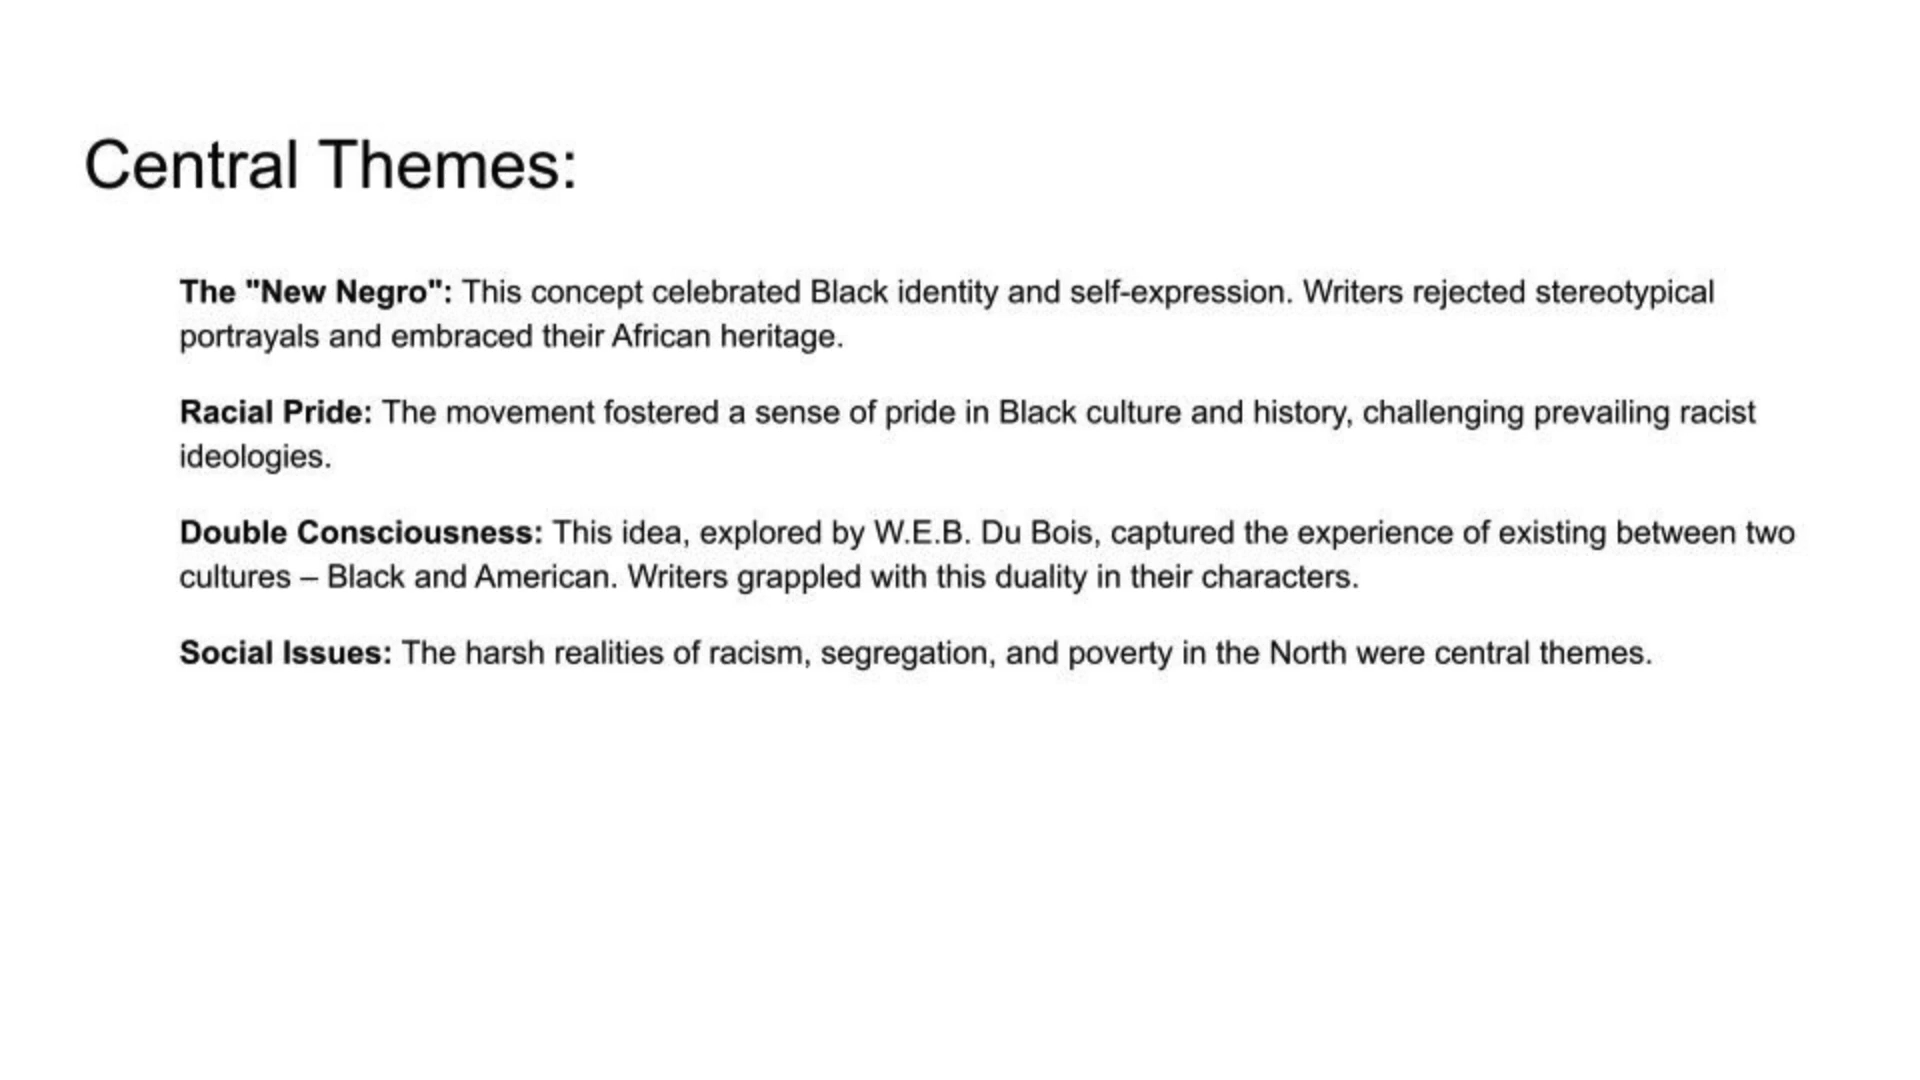 Central Themes:
The "New Negro": This concept celebrated Black identity and self-expression. Writers rejected stereotypical
portrayals and embraced their African heritage.
Racial Pride: The movement fostered a sense of pride in Black culture and history, challenging prevailing racist
ideologies.
Double Consciousness: This idea, explored by W.E.B. Du Bois, captured the experience of existing between two
cultures – Black and American. Writers grappled with this duality in their characters.
Social Issues: The harsh realities of racism, segregation, and poverty in the North were central themes.